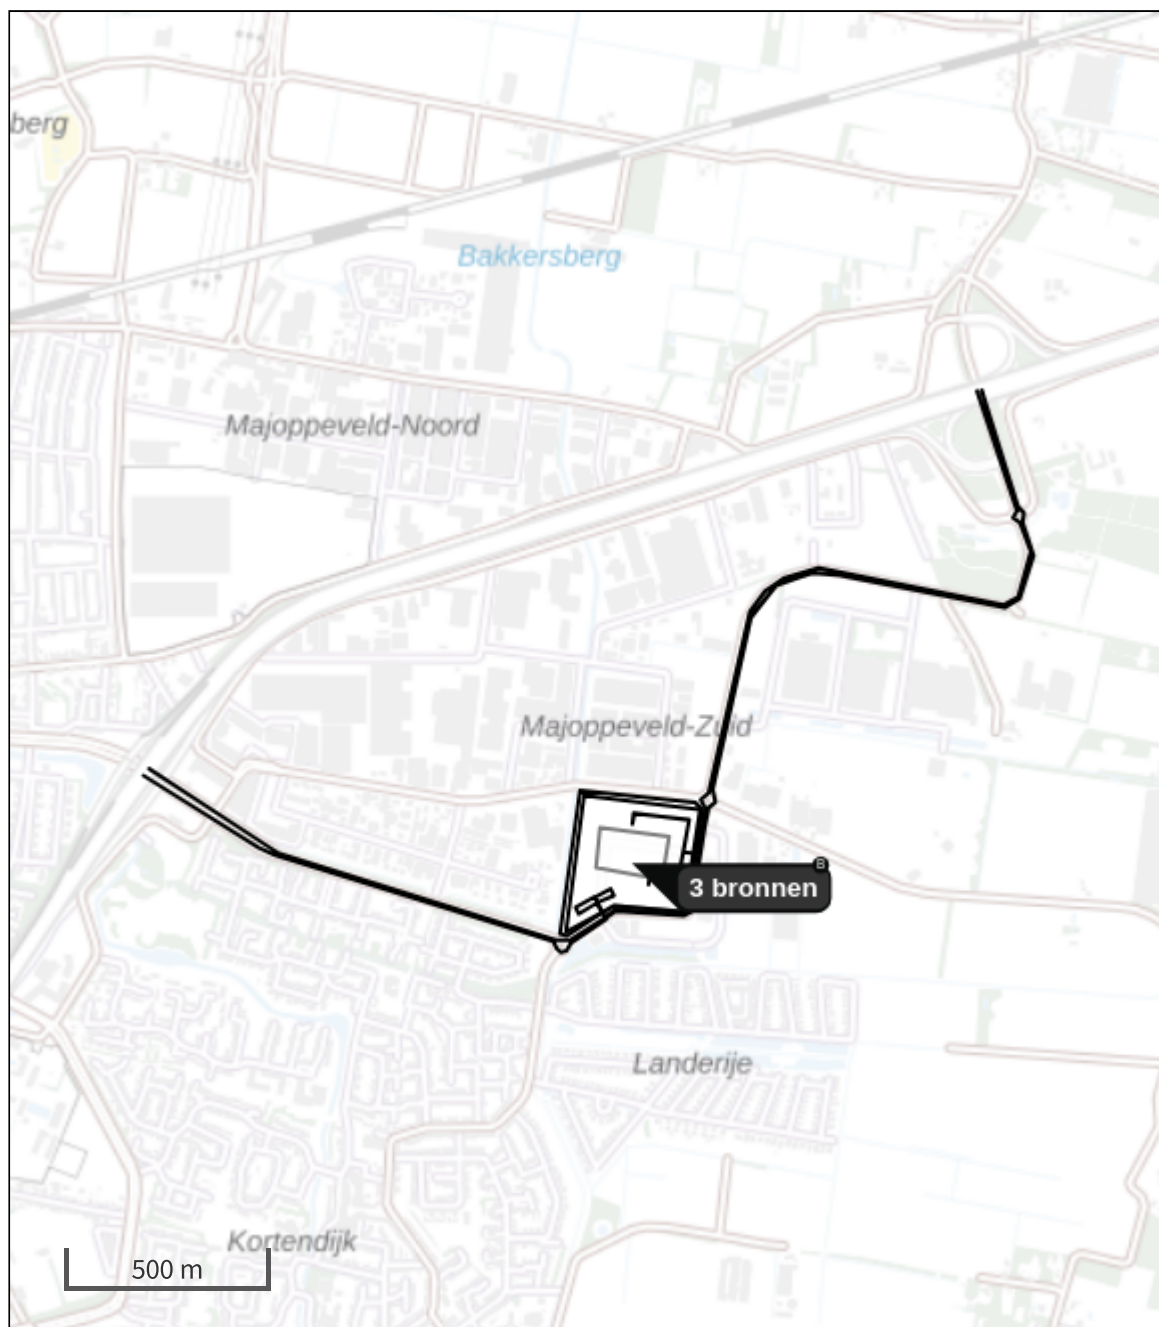 berg
Bakkersberg
Majoppeveld-Noord
Majoppeveld-Zuid
B
3 bronnen
Landerije
Kortendijk
500 m